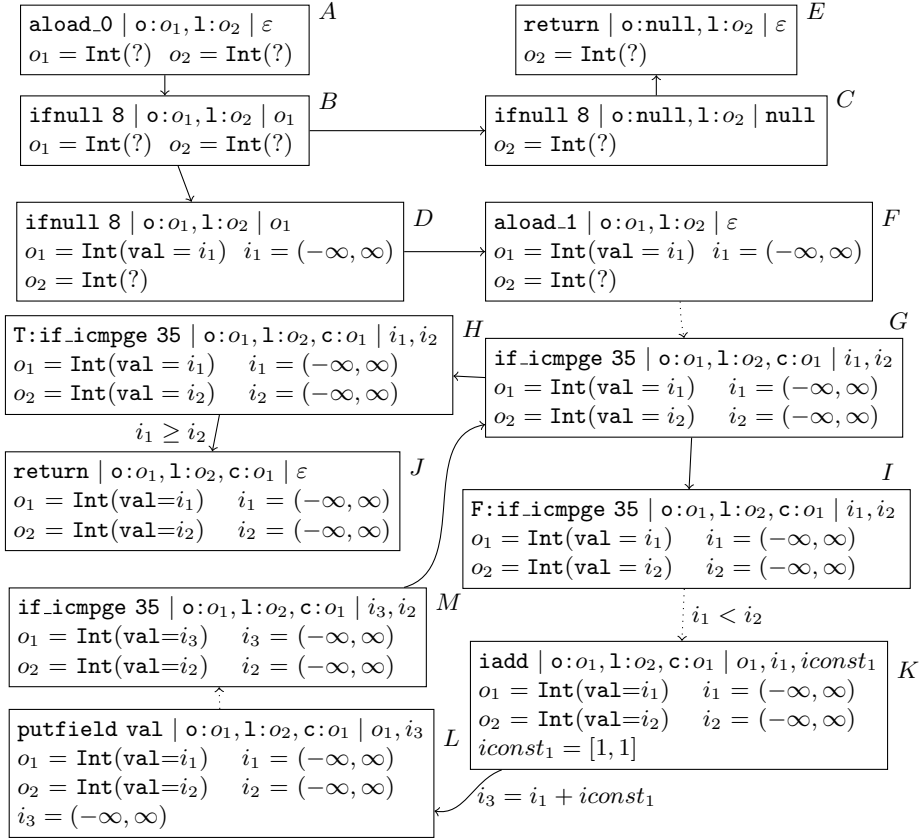 A
aload_0 | o:o₁, l:o₂ | ε
o₁ = Int(?) o₂ = Int(?)
E
return | o:null, l:o₂ | ε
o₂ = Int(?)
B
ifnull 8 | o:o₁, l:o₂ | o₁
o₁ = Int(?) o₂ = Int(?)
C
ifnull 8 | o:null, l:o₂ | null
o₂ = Int(?)
D
ifnull 8 | o:o₁, l:o₂ | o₁
o₁ = Int(val = i₁) i₁ = (−∞, ∞)
o₂ = Int(?)
F
aload_1 | o:o₁, l:o₂ | ε
o₁ = Int(val = i₁) i₁ = (−∞, ∞)
o₂ = Int(?)
H
T:if_icmpge 35 | o:o₁, l:o₂, c:o₁ | i₁, i₂
o₁ = Int(val = i₁) i₁ = (−∞, ∞)
o₂ = Int(val = i₂) i₂ = (−∞, ∞)
G
if_icmpge 35 | o:o₁, l:o₂, c:o₁ | i₁, i₂
o₁ = Int(val = i₁) i₁ = (−∞, ∞)
o₂ = Int(val = i₂) i₂ = (−∞, ∞)
i₁ ≥ i₂
J
return | o:o₁, l:o₂, c:o₁ | ε
o₁ = Int(val=i₁) i₁ = (−∞, ∞)
o₂ = Int(val=i₂) i₂ = (−∞, ∞)
I
F:if_icmpge 35 | o:o₁, l:o₂, c:o₁ | i₁, i₂
o₁ = Int(val = i₁) i₁ = (−∞, ∞)
o₂ = Int(val = i₂) i₂ = (−∞, ∞)
i₁ < i₂
M
if_icmpge 35 | o:o₁, l:o₂, c:o₁ | i₃, i₂
o₁ = Int(val=i₃) i₃ = (−∞, ∞)
o₂ = Int(val=i₂) i₂ = (−∞, ∞)
K
iadd | o:o₁, l:o₂, c:o₁ | o₁, i₁, iconst₁
o₁ = Int(val=i₁) i₁ = (−∞, ∞)
o₂ = Int(val=i₂) i₂ = (−∞, ∞)
iconst₁ = [1, 1]
L
putfield val | o:o₁, l:o₂, c:o₁ | o₁, i₃
o₁ = Int(val=i₁) i₁ = (−∞, ∞)
o₂ = Int(val=i₂) i₂ = (−∞, ∞)
i₃ = (−∞, ∞)
i₃ = i₁ + iconst₁